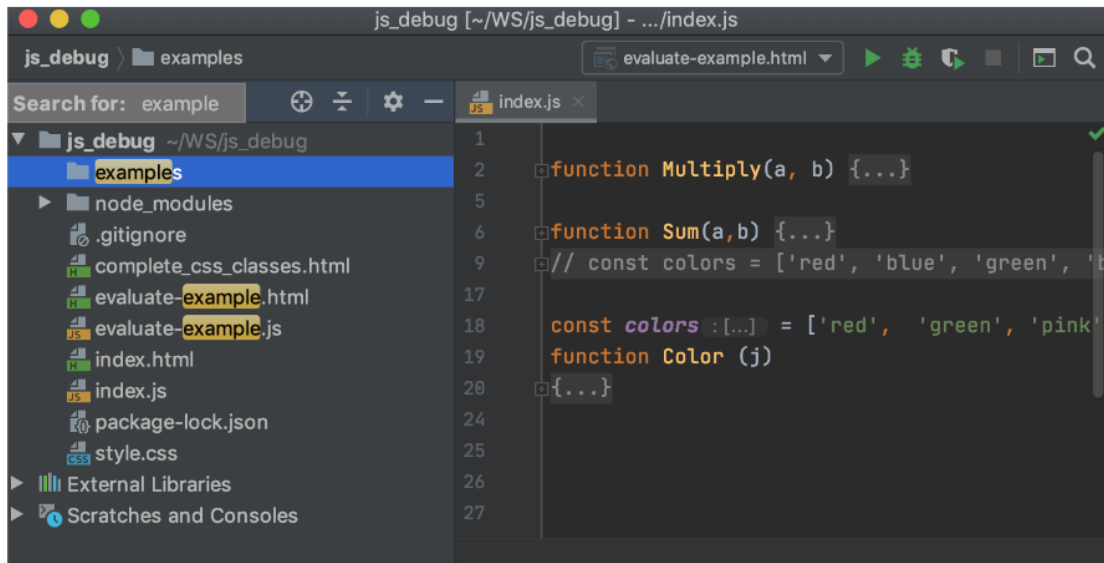 js_debug [~/WS/js_debug] - .../index.js
js_debug examples
evaluate-example.html
Search for: example
js_debug ~/WS/js_debug
examples
node_modules
.gitignore
complete_css_classes.html
evaluate-example.html
evaluate-example.js
index.html
index.js
package-lock.json
style.css
External Libraries
Scratches and Consoles
index.js
1
2 function Multiply(a, b) {...}
5
6 function Sum(a,b) {...}
9 // const colors = ['red', 'blue', 'green', 'b
17
18 const colors : [...] = ['red',  'green', 'pink'
19 function Color (j)
20 {...}
24
25
26
27